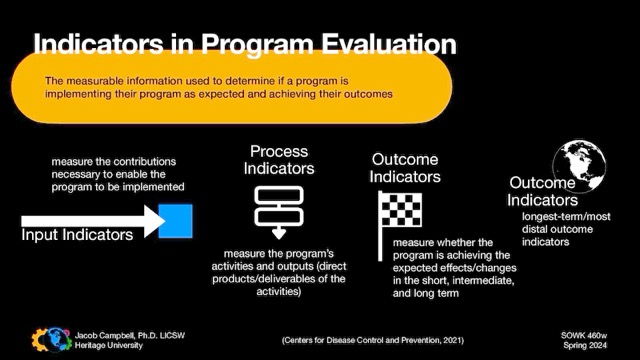 Indicators in Program Evaluation
The measurable information used to determine if a program is
implementing their program as expected and achieving their outcomes
measure the contributions
necessary to enable the
program to be implemented
Input Indicators
Process
Indicators
measure the program's
activities and outputs (direct
products/deliverables of the
activities)
Outcome
Indicators
measure whether the
program is achieving the
expected effects/changes
in the short, intermediate,
and long term
Outcome
Indicators
longest-term/most
distal outcome
indicators
Jacob Campbell, Ph.D. LICSW
Heritage University
(Centers for Disease Control and Prevention, 2021)
SOWK 460w
Spring 2024